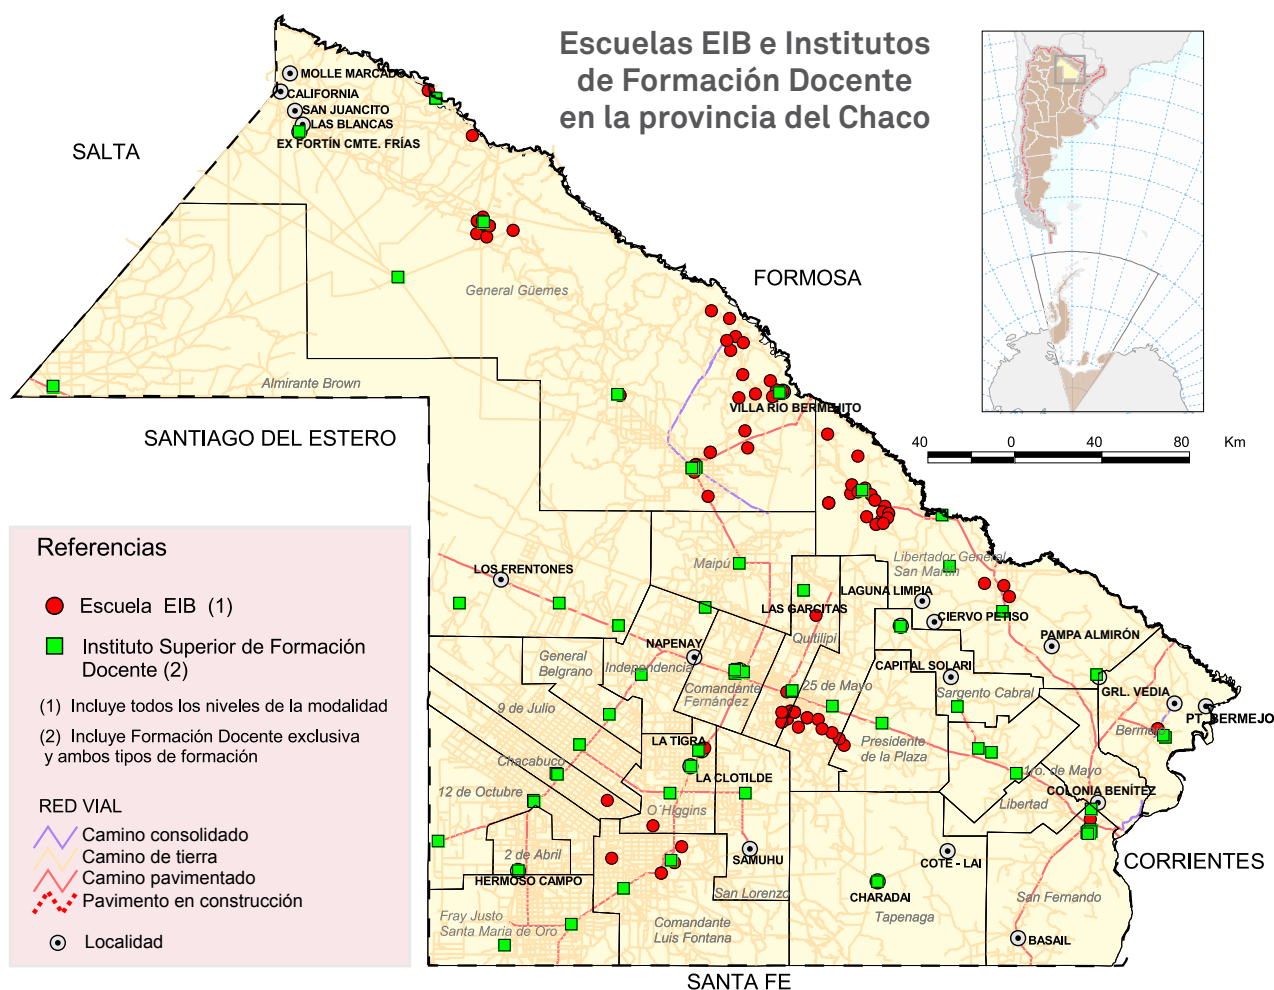 Escuelas EIB e Institutos
de Formación Docente
en la provincia del Chaco
MOLLE MARCADO
CALIFORNIA
SAN JUANCITO
LAS BLANCAS
EX FORTÍN CMTE. FRÍAS
SALTA
FORMOSA
General Güemes
Almirante Brown
VILLA RIO BERMEJITO
SANTIAGO DEL ESTERO
40
0
40
80
Km
Referencias
Escuela EIB (1)
Instituto Superior de Formación
Docente (2)
(1) Incluye todos los niveles de la modalidad
(2) Incluye Formación Docente exclusiva
y ambos tipos de formación
RED VIAL
Camino consolidado
Camino de tierra
Camino pavimentado
Pavimento en construcción
Localidad
LOS FRENTONES
Maipú
Libertador General
San Martín
LAGUNA LIMPIA
LAS GARCITAS
CIERVO PETISO
Quitilipi
PAMPA ALMIRÓN
NAPENAY
General
Belgrano
Independencia
CAPITAL SOLARI
Comandante
Fernández
25 de Mayo
Sargento Cabral
GRL. VEDIA
PT. BERMEJO
9 de Julio
Bermejo
LA TIGRA
Presidente
de la Plaza
Chacabuco
LA CLOTILDE
1ro. de Mayo
12 de Octubre
COLONIA BENÍTEZ
O'Higgins
Libertad
2 de Abril
SAMUHU
COTE - LAI
CORRIENTES
HERMOSO CAMPO
San Lorenzo
CHARADAI
San Fernando
Fray Justo
Santa Maria de Oro
Comandante
Luis Fontana
Tapenaga
BASAIL
SANTA FE